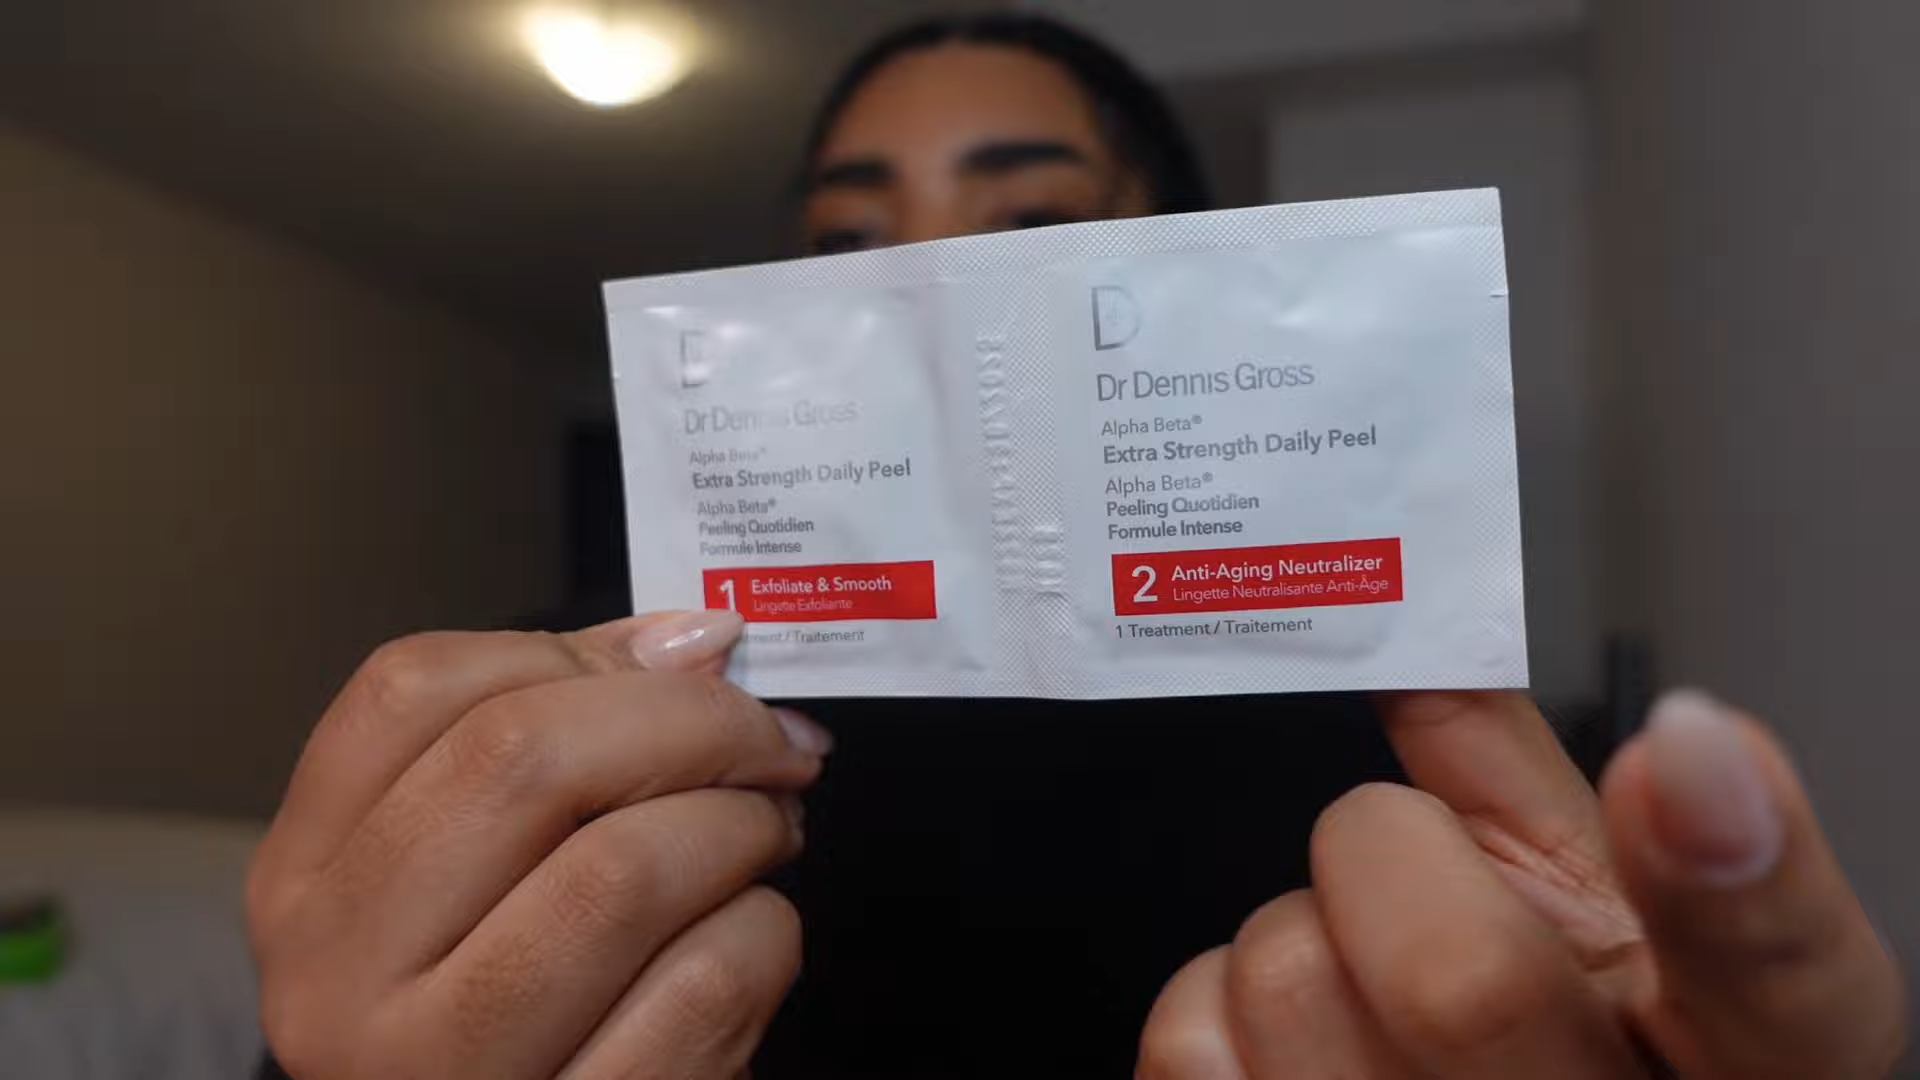 Dr Dennis Gross
Alpha Beta®
Extra Strength Daily Peel
Alpha Beta®
Peeling Quotidien
Formule Intense
1 Exfoliate & Smooth
Lingette Exfoliante
/ Traitement
D
Dr Dennis Gross
Alpha Beta®
Extra Strength Daily Peel
Alpha Beta®
Peeling Quotidien
Formule Intense
2 Anti-Aging Neutralizer
Lingette Neutralisante Anti-Âge
1 Treatment / Traitement